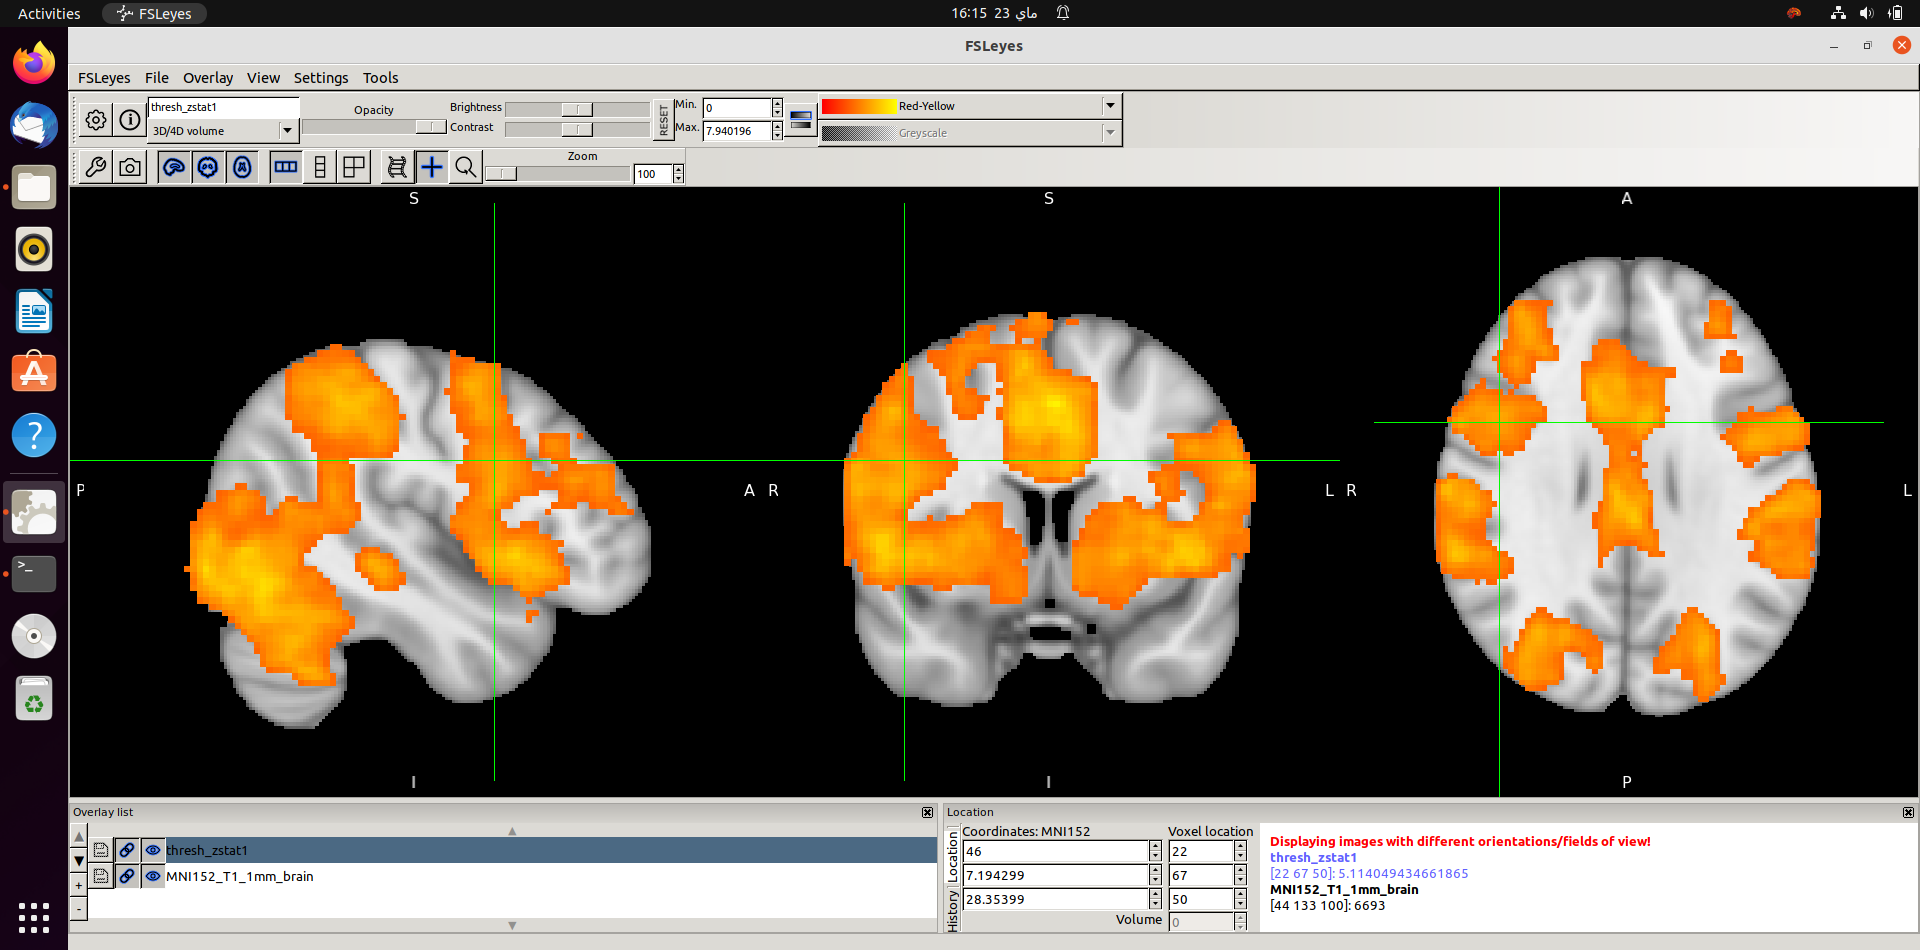 Activities
FSLeyes
16:15 23 ماي
FSLeyes
FSLeyes File Overlay View Settings Tools
thresh_zstat1
3D/4D volume
Opacity
Brightness
Contrast
RESET
Min. 0
Max. 7.940196
Red-Yellow
Greyscale
Zoom
100
S
S
A
P
A
R
L
R
L
I
I
P
Overlay list
thresh_zstat1
MNI152_T1_1mm_brain
Location
Location
History
Coordinates: MNI152
Voxel location
46
22
7.194299
67
28.35399
50
Volume
0
Displaying images with different orientations/fields of view!
thresh_zstat1
[22 67 50]: 5.114049434661865
MNI152_T1_1mm_brain
[44 133 100]: 6693